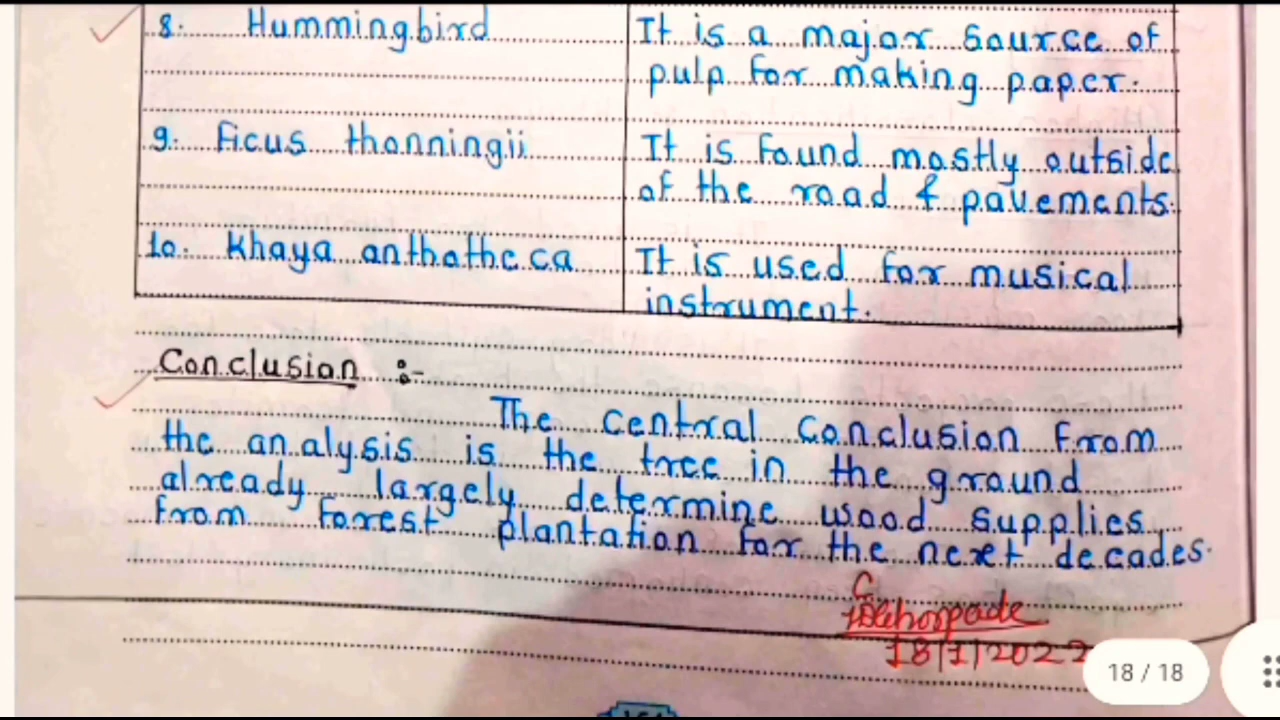 8. Hummingbird
It is a major source of
pulp for making paper.
9. Ficus thonningii
It is found mostly outside
of the road & pavements.
10. Khaya anthotheca
It is used for musical
instrument.
Conclusion :-
The central conclusion from
the analysis is the tree in the ground
already largely determine wood supplies
from forest plantation for the next decades.
18/1/2022
18 / 18